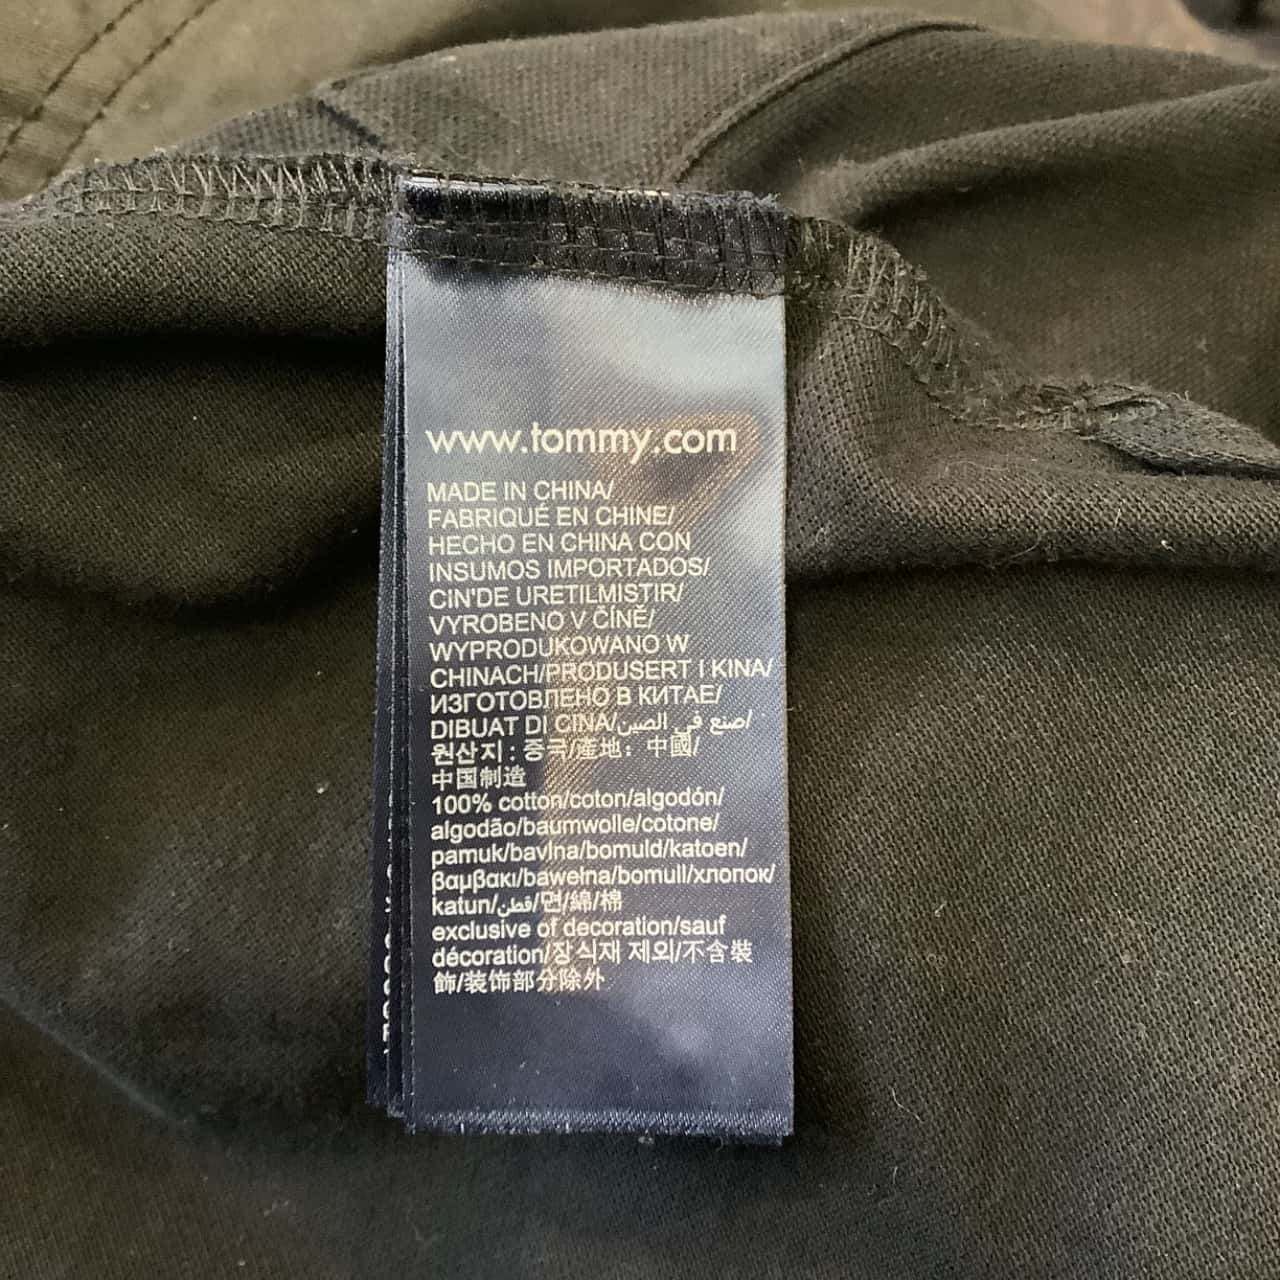 www.tommy.com
MADE IN CHINA/
FABRIQUÉ EN CHINE/
HECHO EN CHINA CON
INSUMOS IMPORTADOS/
CIN'DE URETILMISTIR/
VYROBENO V ČÍNĚ/
WYPRODUKOWANO W
CHINACH/PRODUSERT I KINA/
ИЗГОТОВЛЕНО В КИТАЕ/
DIBUAT DI CINA/صنع في الصين/
원산지 : 중국/產地：中國/
中国制造
100% cotton/coton/algodón/
algodão/baumwolle/cotone/
pamuk/bavlna/bomuld/katoen/
βαμβακι/bawełna/bomull/хлопок/
katun/قطن/면/綿/棉
exclusive of decoration/sauf
décoration/장식재 제외/不含裝
飾/装饰部分除外